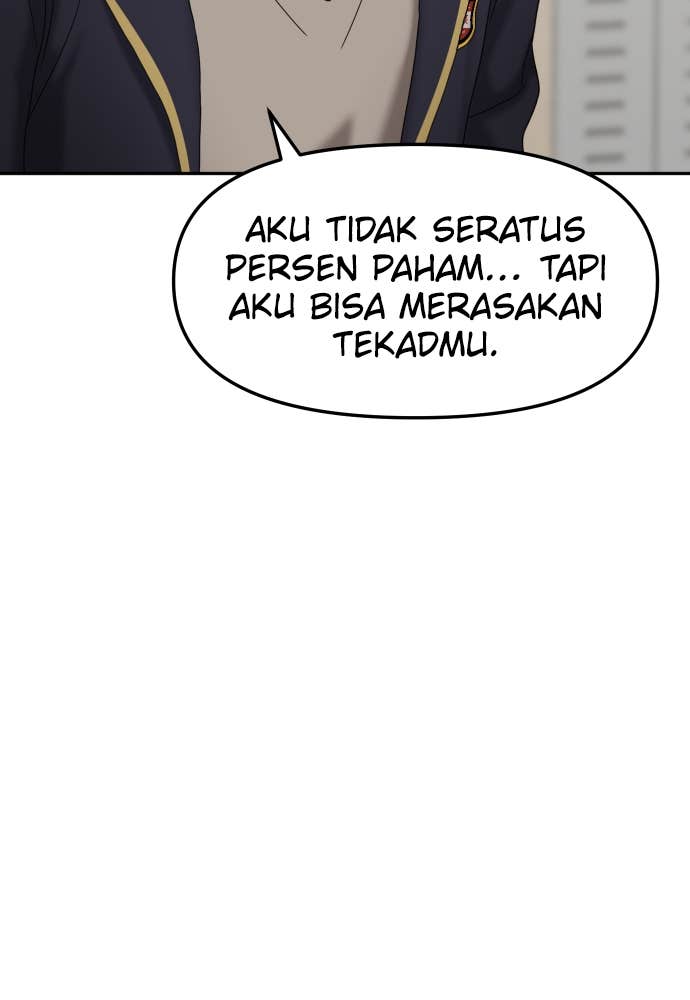 AKU TIDAK SERATUS
PERSEN PAHAM... TAPI
AKU BISA MERASAKAN
TEKADMU.